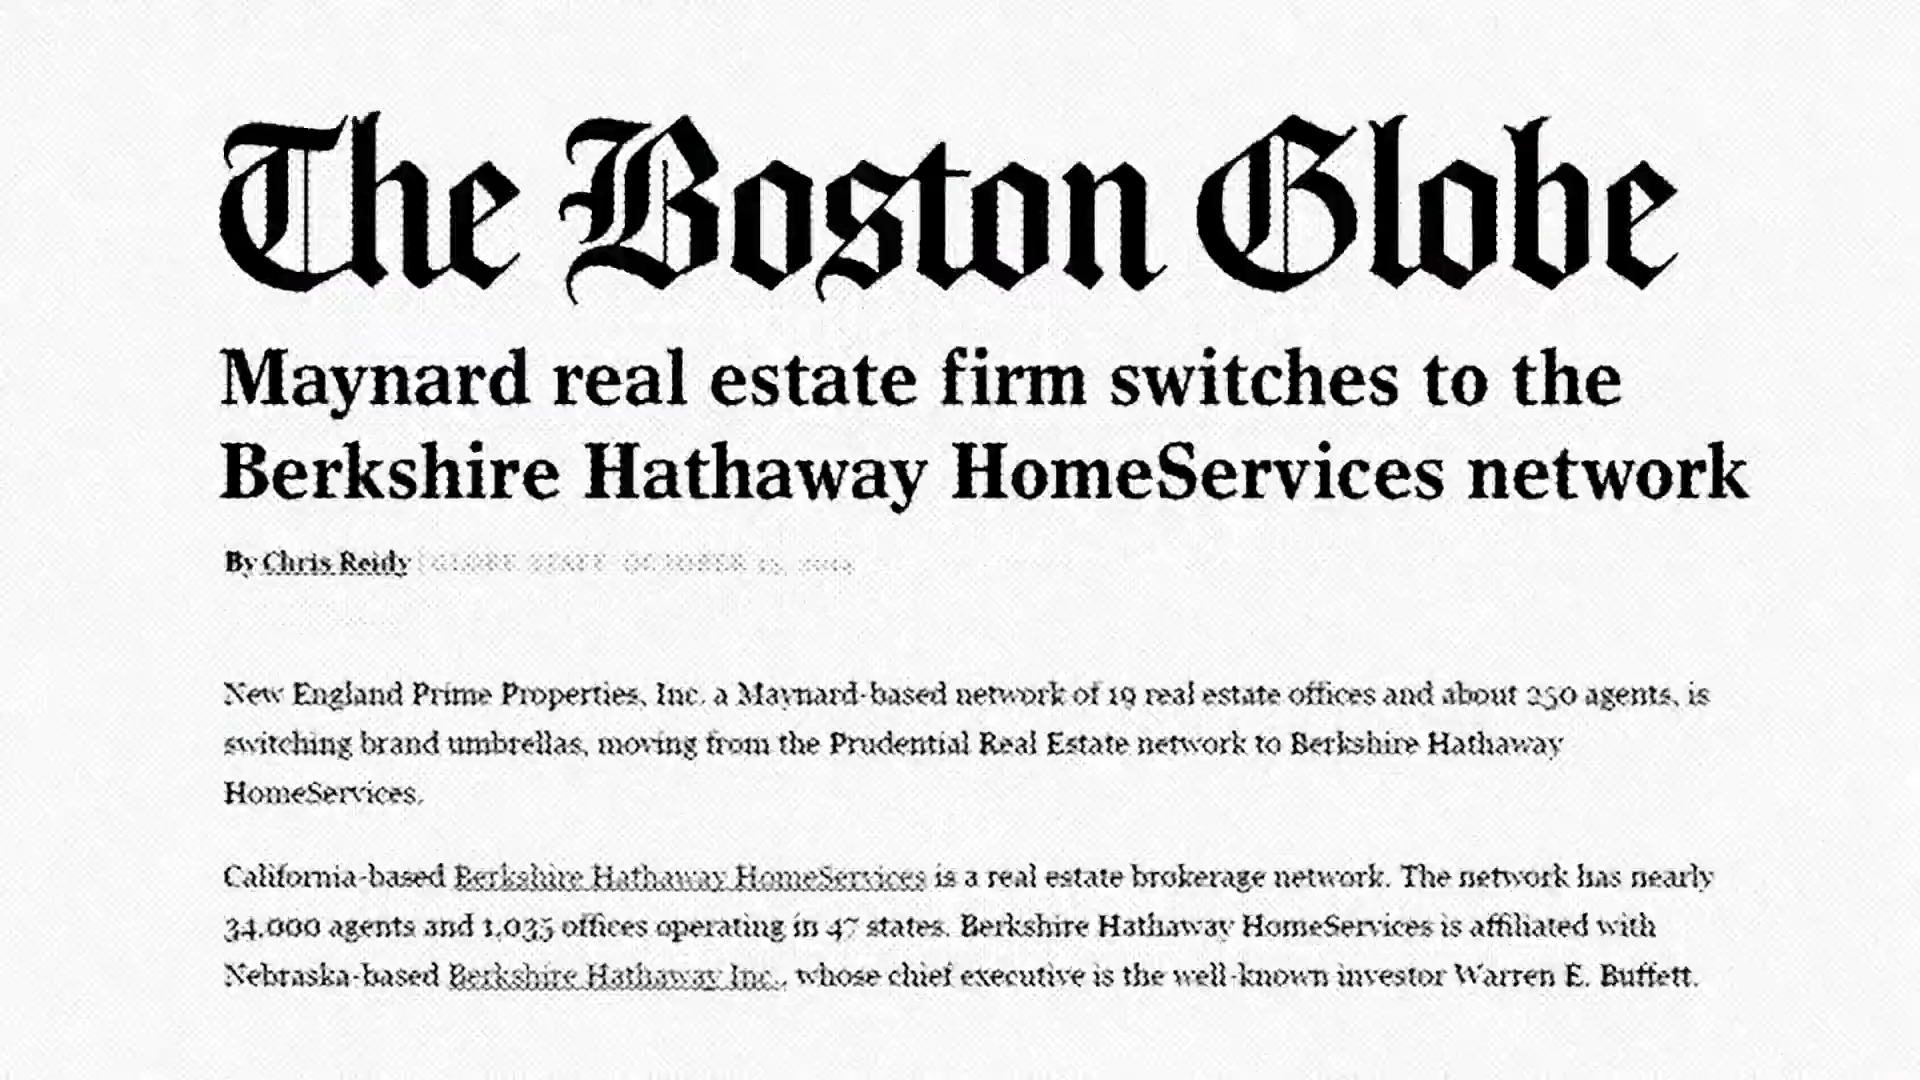 The Boston Globe
Maynard real estate firm switches to the
Berkshire Hathaway HomeServices network
By Chris Reidy | GLOBE STAFF OCTOBER
New England Prime Properties, Inc. a Maynard-based network of 19 real estate offices and about 250 agents, is
switching brand umbrellas, moving from the Prudential Real Estate network to Berkshire Hathaway
HomeServices.
California-based Berkshire Hathaway HomeServices is a real estate brokerage network. The network has nearly
34,000 agents and 1,035 offices operating in 47 states. Berkshire Hathaway HomeServices is affiliated with
Nebraska-based Berkshire Hathaway Inc., whose chief executive is the well-known investor Warren E. Buffett.